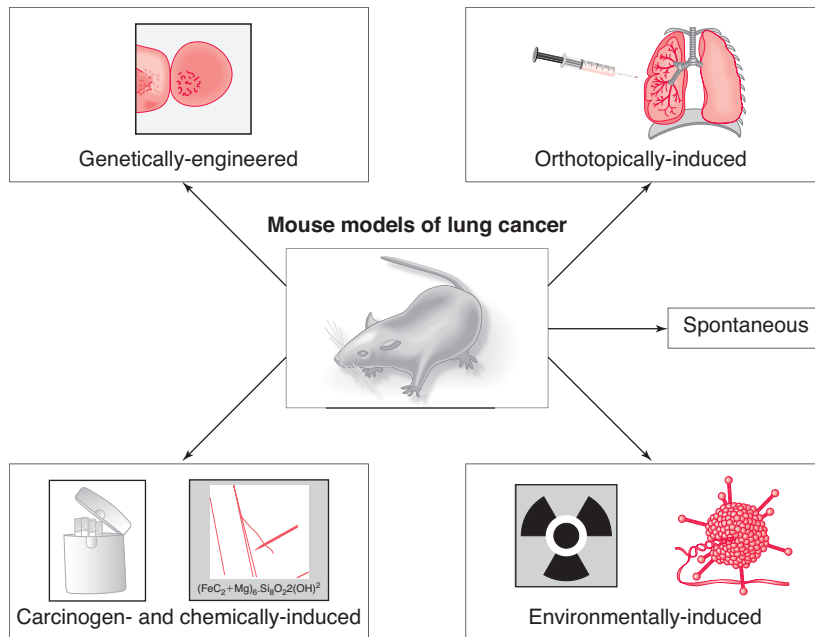 Genetically-engineered
Orthotopically-induced
Mouse models of lung cancer
Spontaneous
(FeC₂+Mg)₆.Si₈O₂2(OH)²
Carcinogen- and chemically-induced
Environmentally-induced